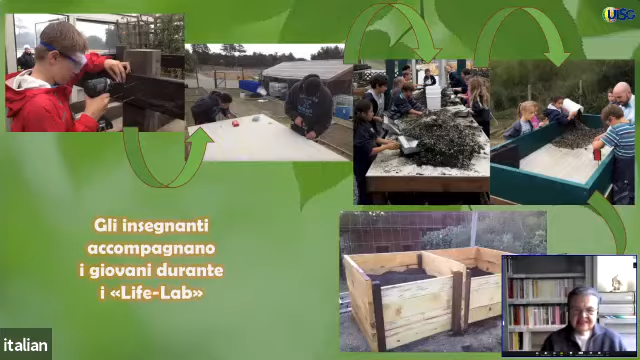 UISG
Gli insegnanti
accompagnano
i giovani durante
i «Life-Lab»
italian